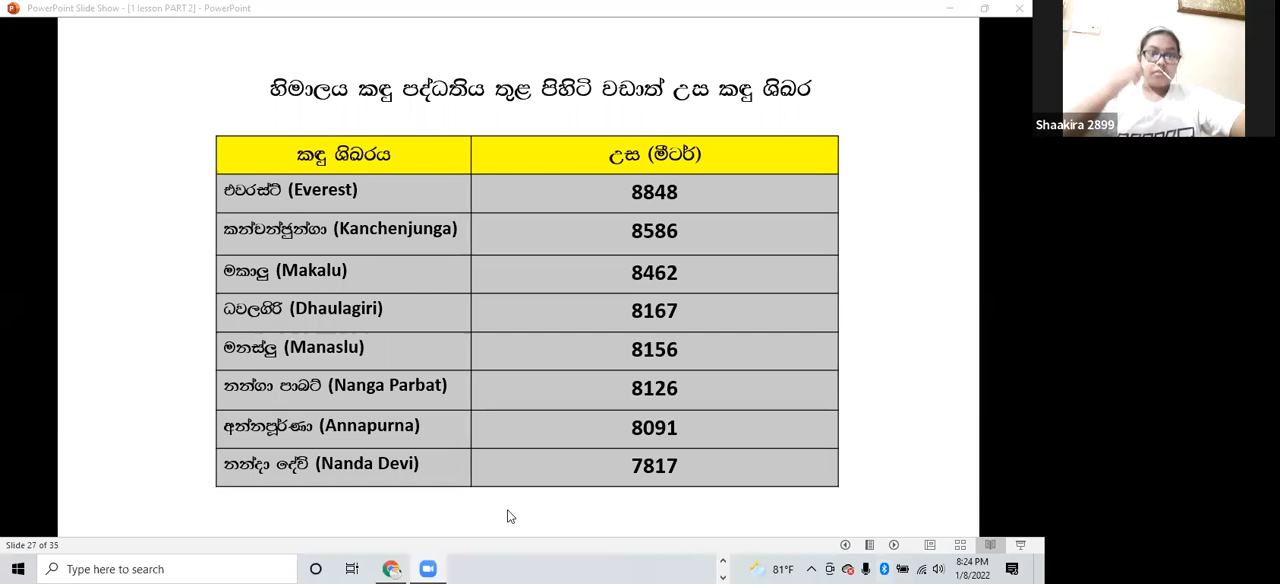 PowerPoint Slide Show - [1 lesson PART 2] - PowerPoint
Shaakira 2899
හිමාලය කඳු පද්ධතිය තුළ පිහිටි වඩාත් උස කඳු ශිඛර
කඳු ශිඛරය උස (මීටර්)
එවරස්ට් (Everest) 8848
කන්චන්ජුන්ගා (Kanchenjunga) 8586
මකාලු (Makalu) 8462
ධවලගිරි (Dhaulagiri) 8167
මනස්ලු (Manaslu) 8156
නන්ගා පාබට් (Nanga Parbat) 8126
අන්නපූර්ණා (Annapurna) 8091
නන්දා දේවි (Nanda Devi) 7817
Slide 27 of 35
Type here to search
81°F
8:24 PM
1/8/2022